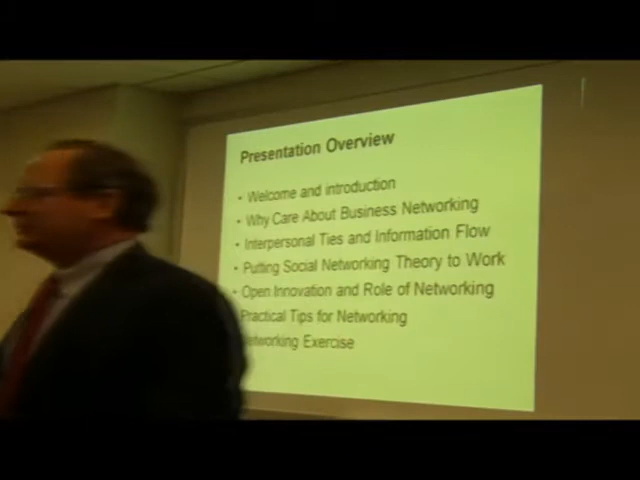 Presentation Overview
• Welcome and introduction
• Why Care About Business Networking
• Interpersonal Ties and Information Flow
• Putting Social Networking Theory to Work
• Open Innovation and Role of Networking
Practical Tips for Networking
Networking Exercise